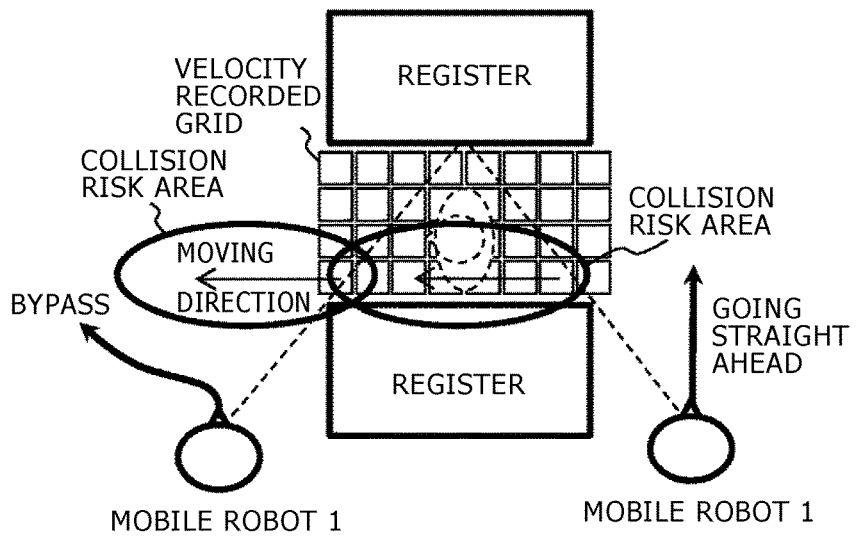 REGISTER
VELOCITY
RECORDED
GRID
COLLISION
RISK AREA
COLLISION
RISK AREA
MOVING
DIRECTION
BYPASS
GOING
STRAIGHT
AHEAD
REGISTER
MOBILE ROBOT 1
MOBILE ROBOT 1